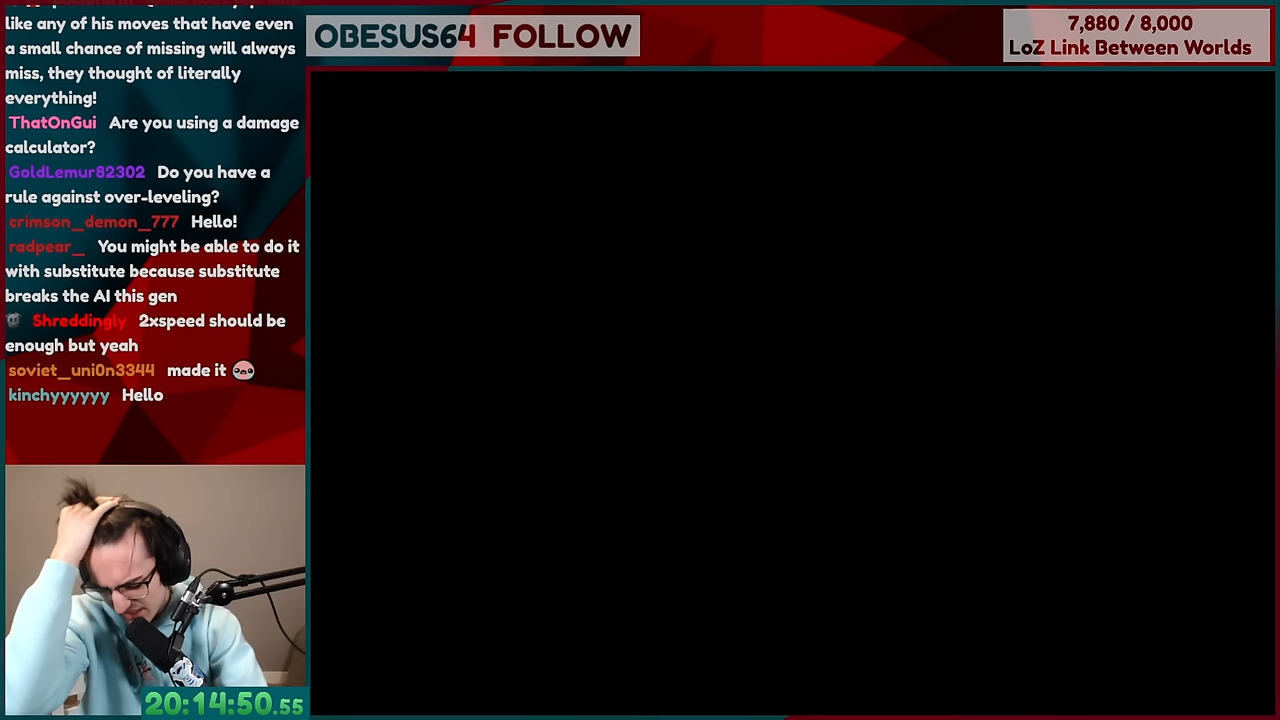 like any of his moves that have even
a small chance of missing will always
miss, they thought of literally
everything!
ThatOnGui Are you using a damage
calculator?
GoldLemur82302 Do you have a
rule against over-leveling?
crimson_demon_777 Hello!
radpear_ You might be able to do it
with substitute because substitute
breaks the AI this gen
Shreddingly 2xspeed should be
enough but yeah
soviet_uni0n3344 made it
kinchyyyyyy Hello
20:14:50.55
OBESUS64 FOLLOW
7,880 / 8,000
LoZ Link Between Worlds